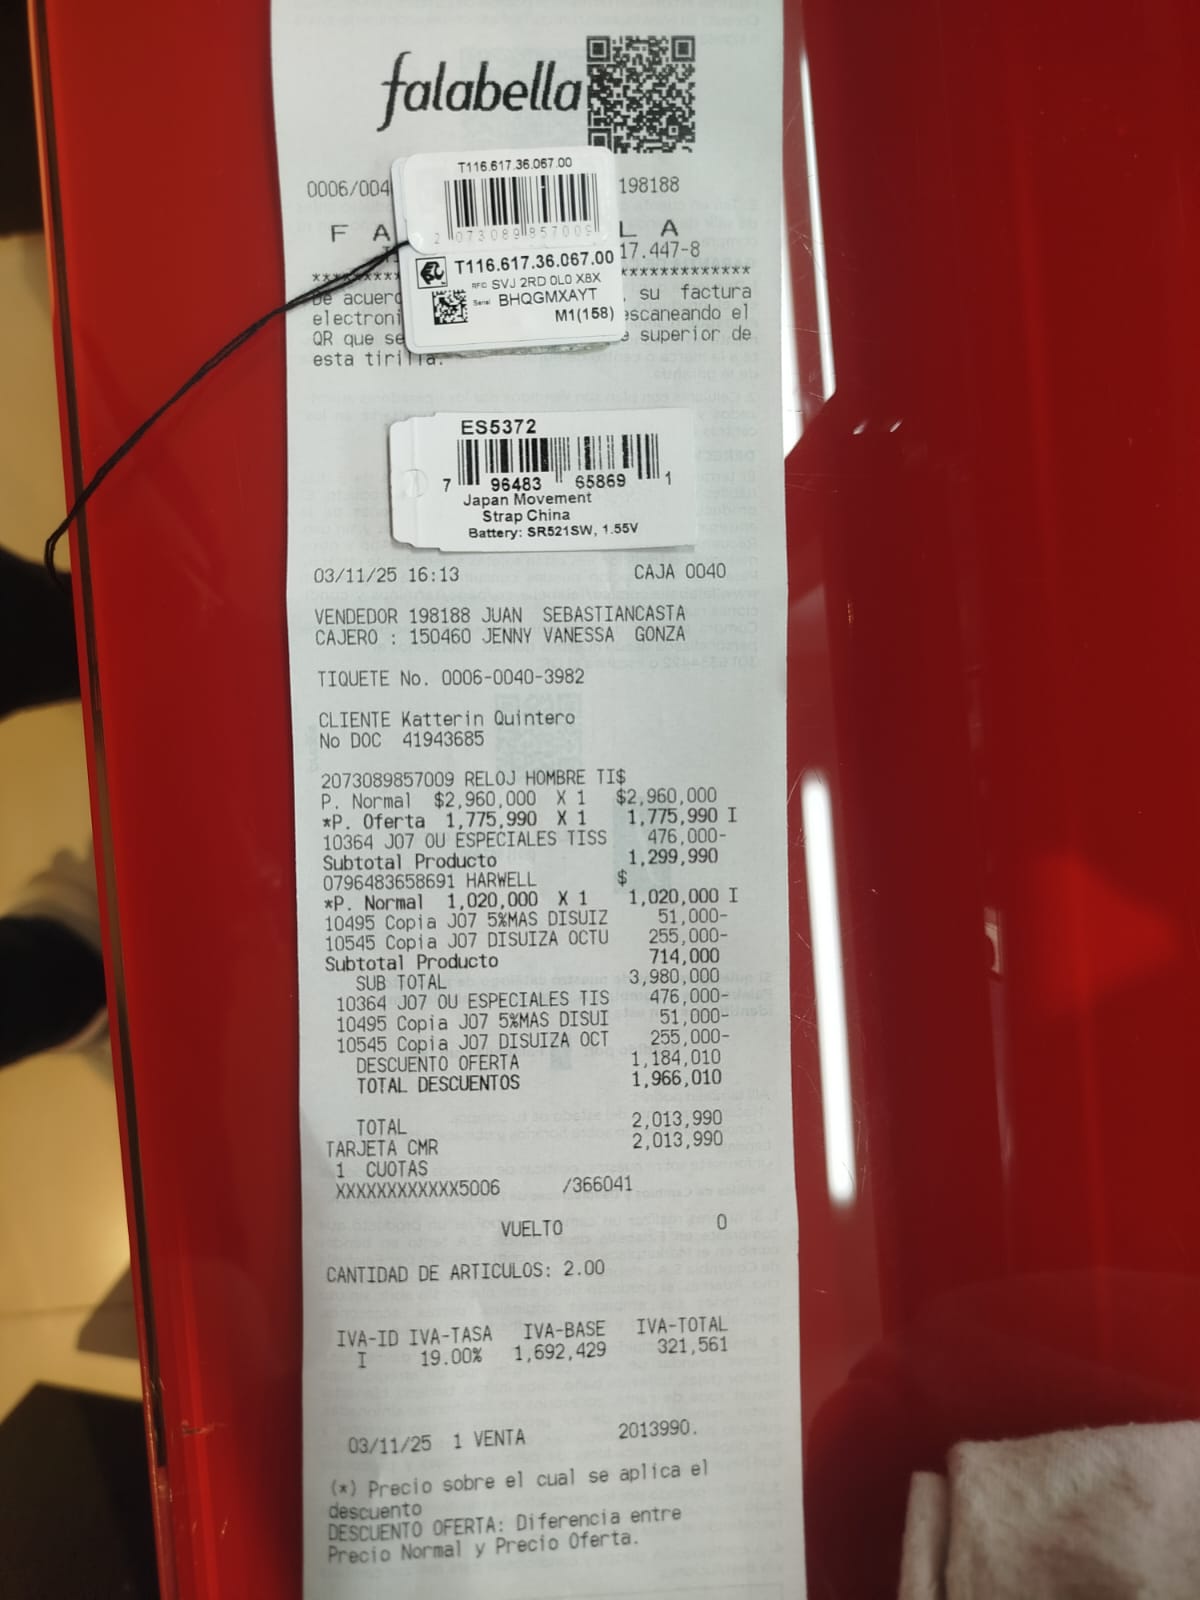 falabella
0006/004 198188
F A L A
17.447-8
T116.617.36.067.00
2 073089 857009
T116.617.36.067.00
RFC SVJ 2RD 0L0 X8X
Serial BHQGMXAYT
M1(158)
******** *************
De acuerd , su factura
electroni escaneando el
QR que se e superior de
esta tirilla.
ES5372
7 96483 65869 1
Japan Movement
Strap China
Battery: SR521SW, 1.55V
03/11/25 16:13 CAJA 0040
VENDEDOR 198188 JUAN SEBASTIANCASTA
CAJERO : 150460 JENNY VANESSA GONZA
TIQUETE No. 0006-0040-3982
CLIENTE Katterin Quintero
No DOC 41943685
2073089857009 RELOJ HOMBRE TI$
P. Normal $2,960,000 X 1 $2,960,000
*P. Oferta 1,775,990 X 1 1,775,990 I
10364 J07 OU ESPECIALES TISS 476,000-
Subtotal Producto 1,299,990
0796483658691 HARWELL $
*P. Normal 1,020,000 X 1 1,020,000 I
10495 Copia J07 5%MAS DISUIZ 51,000-
10545 Copia J07 DISUIZA OCTU 255,000-
Subtotal Producto 714,000
SUB TOTAL 3,980,000
10364 J07 OU ESPECIALES TIS 476,000-
10495 Copia J07 5%MAS DISUI 51,000-
10545 Copia J07 DISUIZA OCT 255,000-
DESCUENTO OFERTA 1,184,010
TOTAL DESCUENTOS 1,966,010
TOTAL 2,013,990
TARJETA CMR 2,013,990
1 CUOTAS
XXXXXXXXXXXX5006 /366041
VUELTO 0
CANTIDAD DE ARTICULOS: 2.00
IVA-ID IVA-TASA IVA-BASE IVA-TOTAL
I 19.00% 1,692,429 321,561
03/11/25 1 VENTA 2013990.
(*) Precio sobre el cual se aplica el
descuento
DESCUENTO OFERTA: Diferencia entre
Precio Normal y Precio Oferta.